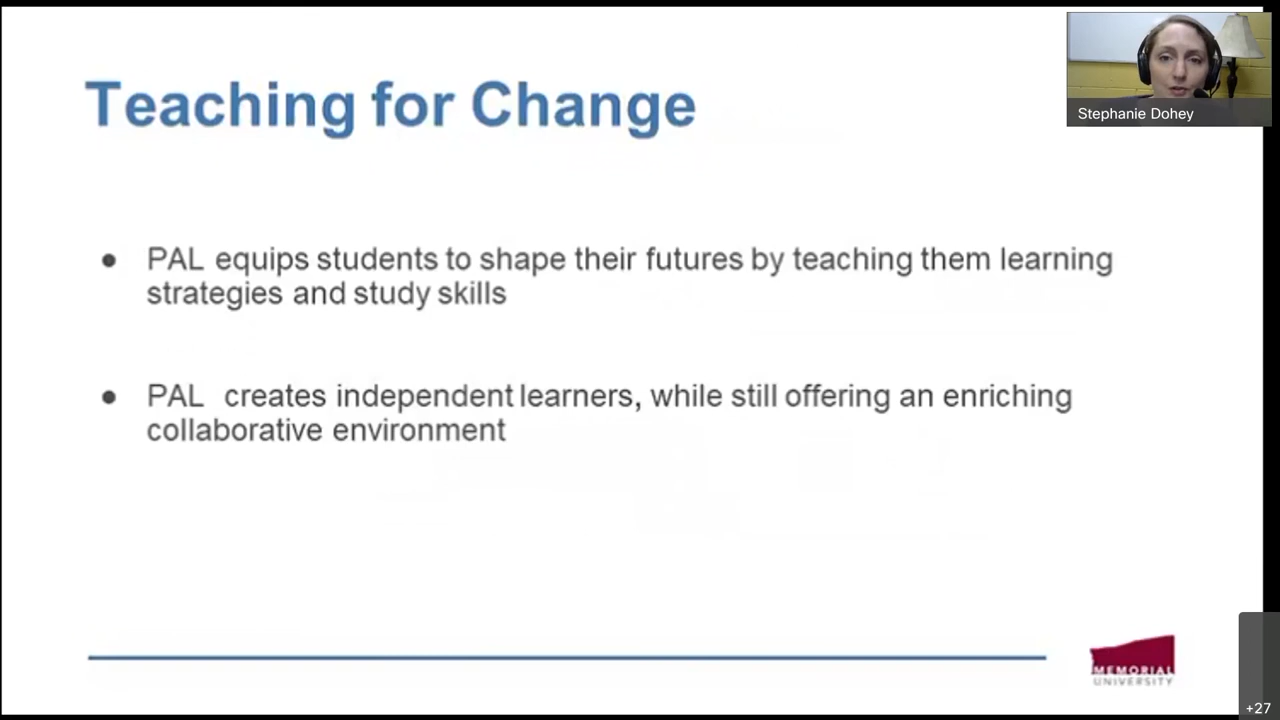 Teaching for Change
Stephanie Dohey
● PAL equips students to shape their futures by teaching them learning
strategies and study skills
● PAL creates independent learners, while still offering an enriching
collaborative environment
MEMORIAL
UNIVERSITY
+27